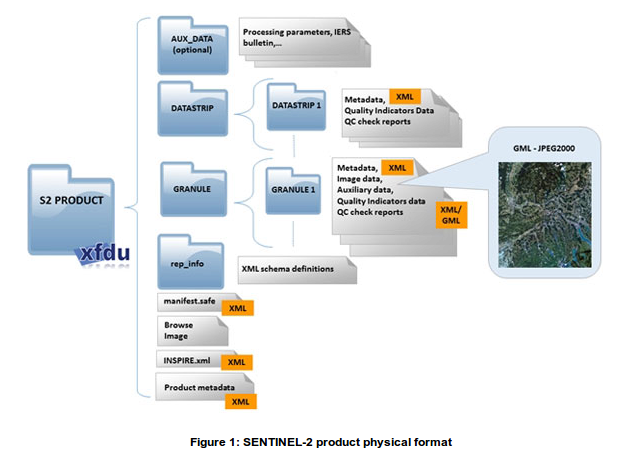 AUX_DATA
(optional)
Processing parameters, IERS
bulletin,...
DATASTRIP
DATASTRIP 1
Metadata,
XML
Quality Indicators Data
QC check reports
GML - JPEG2000
S2 PRODUCT
xfdu
GRANULE
GRANULE 1
Metadata,
XML
Image data,
Auxiliary data,
Quality Indicators data
QC check reports
XML/
GML
rep_info
XML schema definitions
manifest.safe
XML
Browse
Image
INSPIRE.xml
XML
Product metadata
XML
Figure 1: SENTINEL-2 product physical format